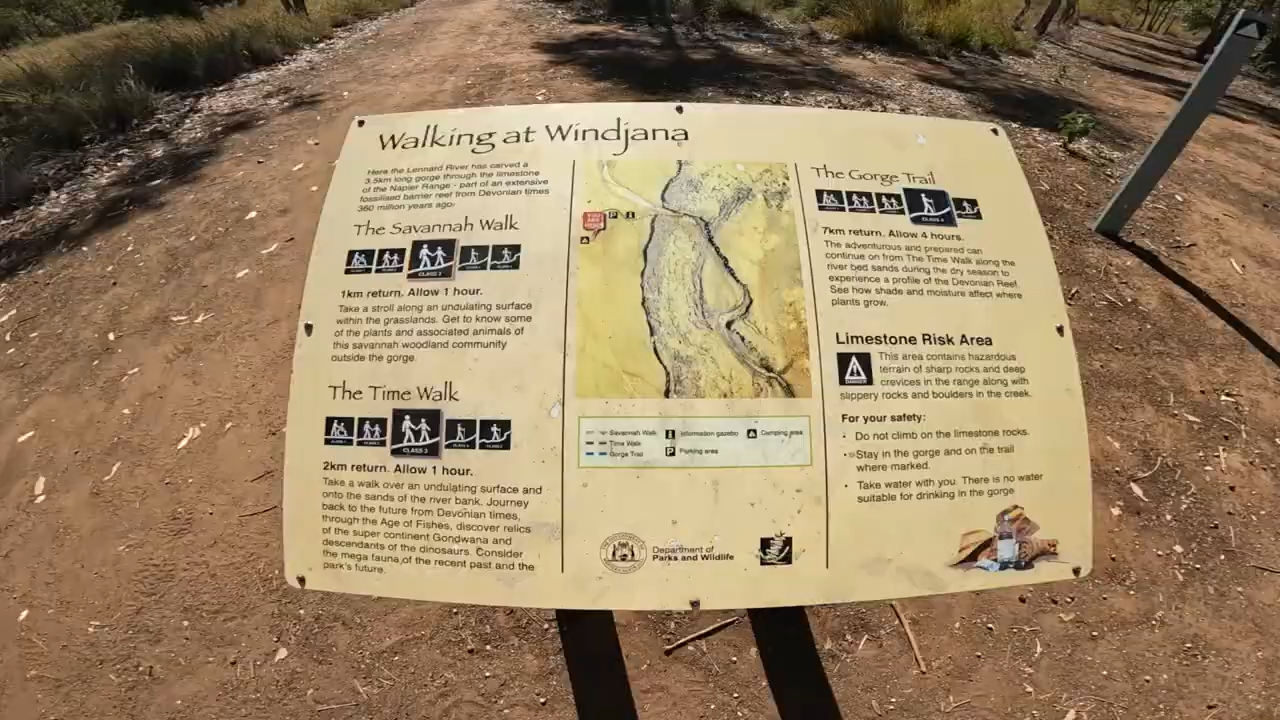 Walking at Windjana
Here the Lennard River has carved a
3.5km long gorge through the limestone
of the Napier Range - part of an extensive
fossilised barrier reef from Devonian times
360 million years ago.
The Savannah Walk
CLASS 3
1km return. Allow 1 hour.
Take a stroll along an undulating surface
within the grasslands. Get to know some
of the plants and associated animals of
this savannah woodland community
outside the gorge.
The Time Walk
CLASS 3
2km return. Allow 1 hour.
Take a walk over an undulating surface and
onto the sands of the river bank. Journey
back to the future from Devonian times,
through the Age of Fishes, discover relics
of the super continent Gondwana and
descendants of the dinosaurs. Consider
the mega fauna of the recent past and the
park's future.
YOU ARE HERE
P
Savannah Walk
Time Walk
Gorge Trail
Information gazebo
P Parking area
Camping area
Department of
Parks and Wildlife
The Gorge Trail
CLASS 4
7km return. Allow 4 hours.
The adventurous and prepared can
continue on from The Time Walk along the
river bed sands during the dry season to
experience a profile of the Devonian Reef.
See how shade and moisture affect where
plants grow.
Limestone Risk Area
DANGER
This area contains hazardous
terrain of sharp rocks and deep
crevices in the range along with
slippery rocks and boulders in the creek.
For your safety:
· Do not climb on the limestone rocks.
· Stay in the gorge and on the trail
where marked.
· Take water with you. There is no water
suitable for drinking in the gorge